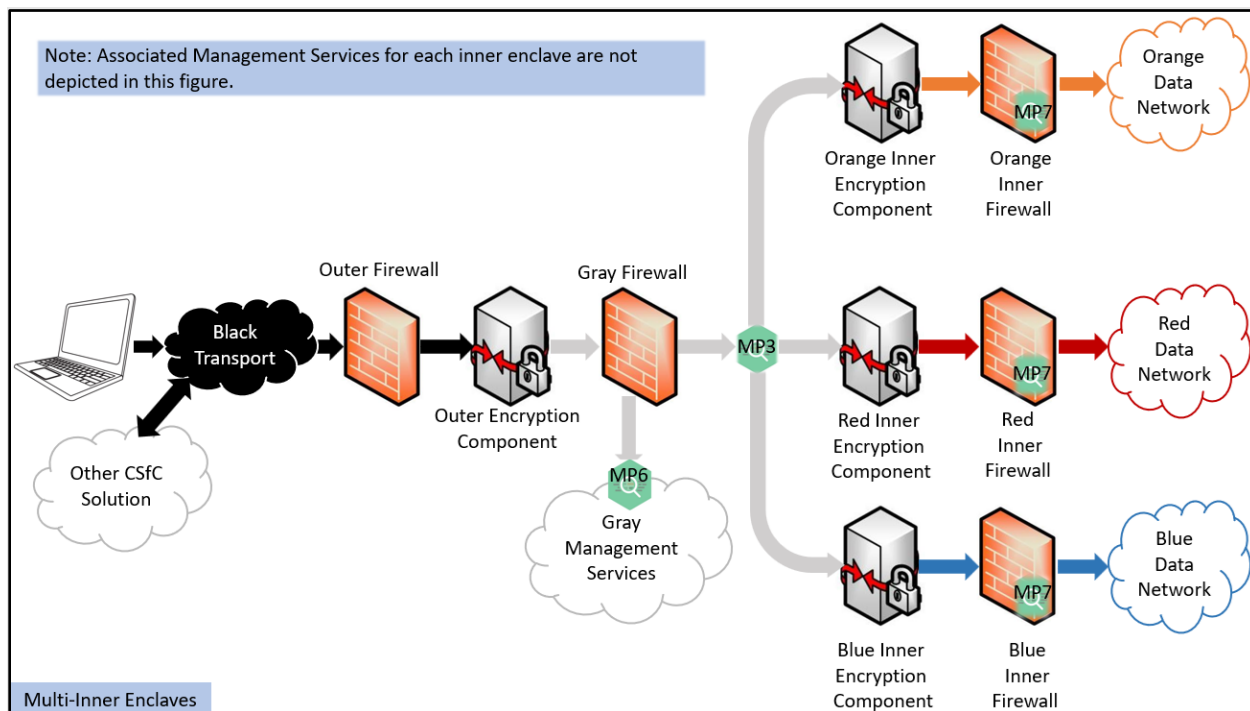 Note: Associated Management Services for each inner enclave are not
depicted in this figure.
Orange
Data
Network
MP7
Orange Inner
Encryption
Component
Orange
Inner
Firewall
Outer Firewall
Gray Firewall
Black
Transport
MP3
Red
Data
Network
MP7
Outer Encryption
Component
Red Inner
Encryption
Component
Red
Inner
Firewall
Other CSfC
Solution
MP6
Gray
Management
Services
Blue
Data
Network
MP7
Blue Inner
Encryption
Component
Blue
Inner
Firewall
Multi-Inner Enclaves